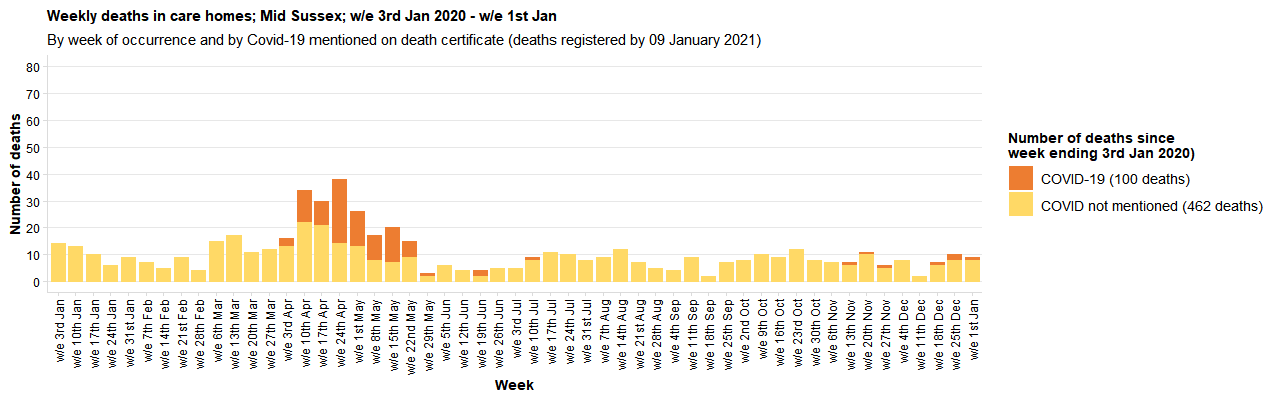 Weekly deaths in care homes; Mid Sussex; w/e 3rd Jan 2020 - w/e 1st Jan
By week of occurrence and by Covid-19 mentioned on death certificate (deaths registered by 09 January 2021)
Number of deaths
80
70
60
50
40
30
20
10
0
w/e 3rd Jan
w/e 10th Jan
w/e 17th Jan
w/e 24th Jan
w/e 31st Jan
w/e 7th Feb
w/e 14th Feb
w/e 21st Feb
w/e 28th Feb
w/e 6th Mar
w/e 13th Mar
w/e 20th Mar
w/e 27th Mar
w/e 3rd Apr
w/e 10th Apr
w/e 17th Apr
w/e 24th Apr
w/e 1st May
w/e 8th May
w/e 15th May
w/e 22nd May
w/e 29th May
w/e 5th Jun
w/e 12th Jun
w/e 19th Jun
w/e 26th Jun
w/e 3rd Jul
w/e 10th Jul
w/e 17th Jul
w/e 24th Jul
w/e 31st Jul
w/e 7th Aug
w/e 14th Aug
w/e 21st Aug
w/e 28th Aug
w/e 4th Sep
w/e 11th Sep
w/e 18th Sep
w/e 25th Sep
w/e 2nd Oct
w/e 9th Oct
w/e 16th Oct
w/e 23rd Oct
w/e 30th Oct
w/e 6th Nov
w/e 13th Nov
w/e 20th Nov
w/e 27th Nov
w/e 4th Dec
w/e 11th Dec
w/e 18th Dec
w/e 25th Dec
w/e 1st Jan
Week
Number of deaths since
week ending 3rd Jan 2020)
COVID-19 (100 deaths)
COVID not mentioned (462 deaths)